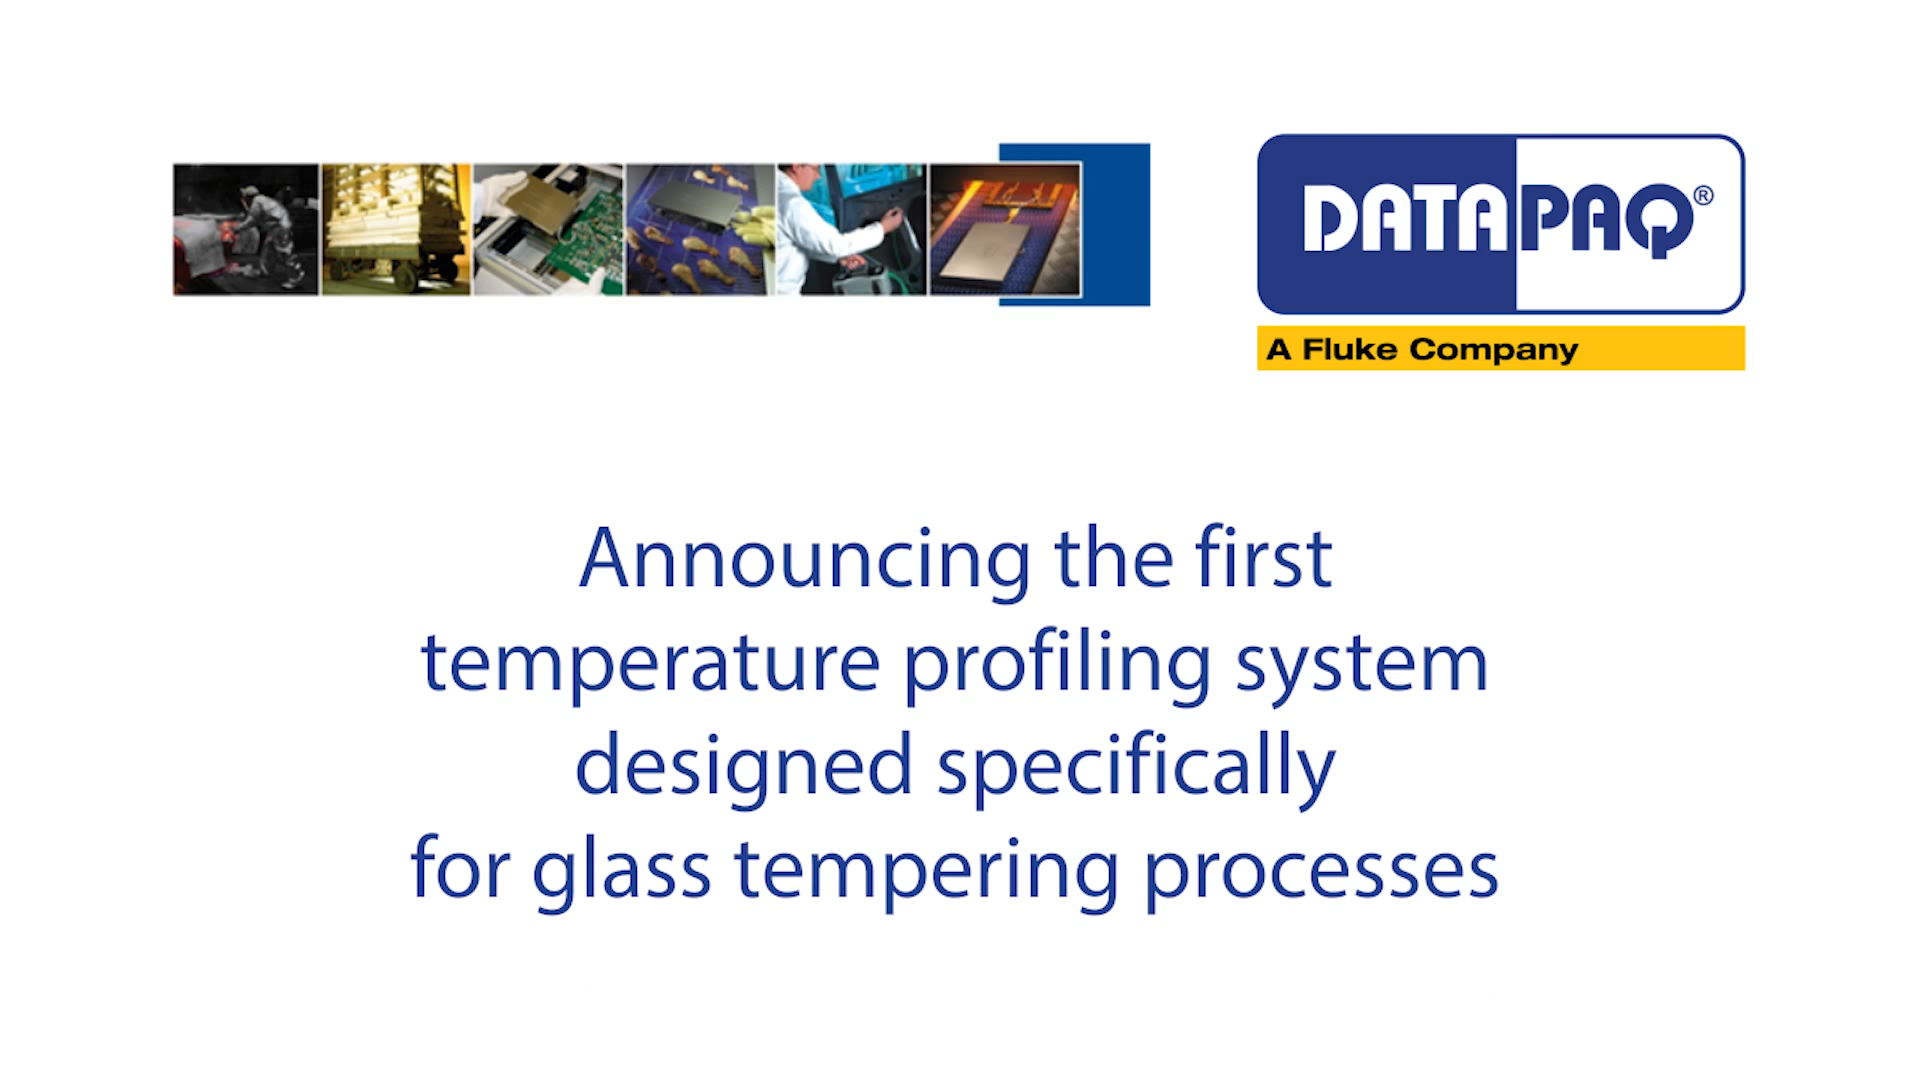 DATAPAQ®
A Fluke Company
Announcing the first
temperature profiling system
designed specifically
for glass tempering processes